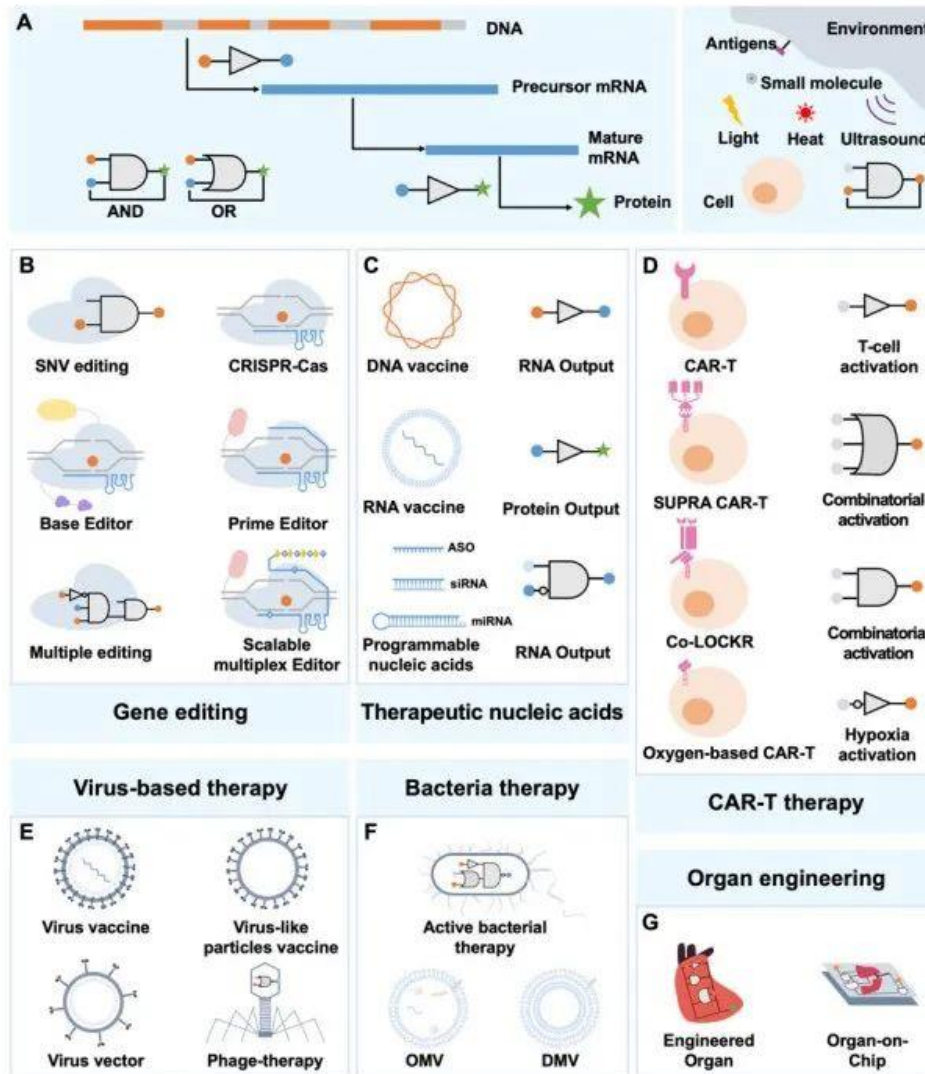 A
DNA
Precursor mRNA
Mature
mRNA
Protein
AND
OR
Environment
Antigens
Small molecule
Light
Heat
Ultrasound
Cell
B
SNV editing
CRISPR-Cas
Base Editor
Prime Editor
Multiple editing
Scalable
multiplex Editor
Gene editing
C
DNA vaccine
RNA Output
RNA vaccine
Protein Output
ASO
siRNA
miRNA
Programmable
nucleic acids
RNA Output
Therapeutic nucleic acids
D
CAR-T
T-cell
activation
SUPRA CAR-T
Combinatorial
activation
Co-LOCKR
Combinatorial
activation
Oxygen-based CAR-T
Hypoxia
activation
CAR-T therapy
Virus-based therapy
E
Virus vaccine
Virus-like
particles vaccine
Virus vector
Phage-therapy
Bacteria therapy
F
Active bacterial
therapy
OMV
DMV
Organ engineering
G
Engineered
Organ
Organ-on-
Chip